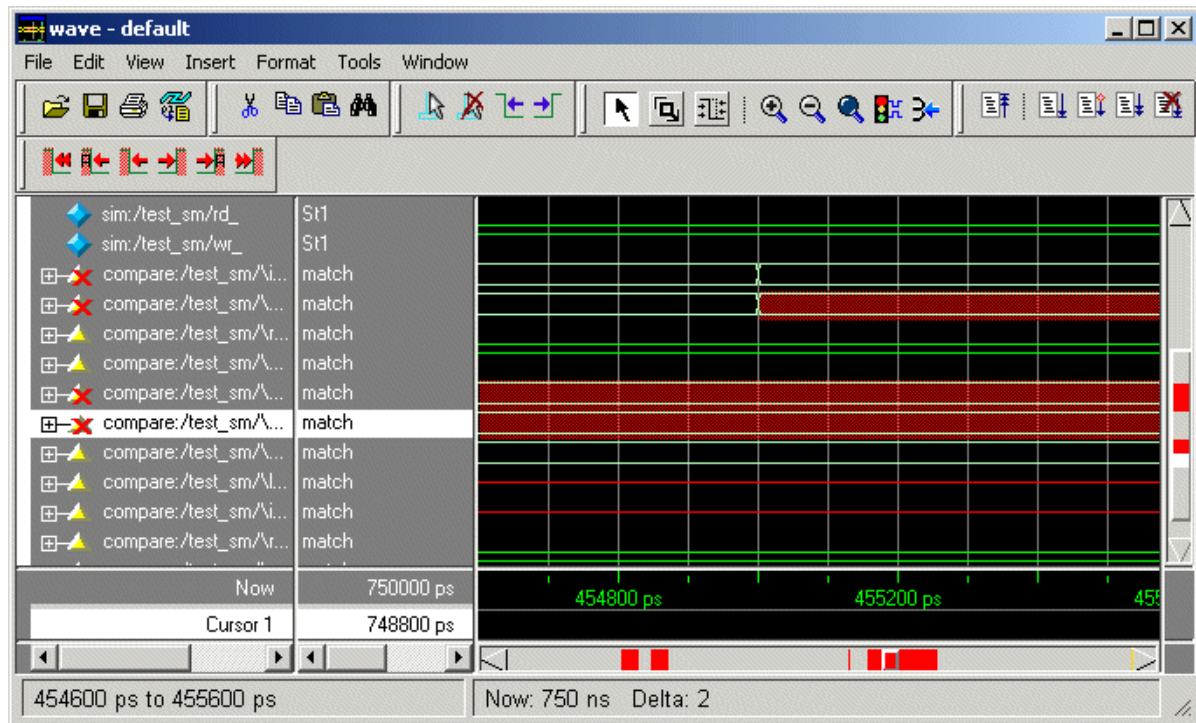 wave - default
File Edit View Insert Format Tools Window
sim:/test_sm/rd_ St1
sim:/test_sm/wr_ St1
compare:/test_sm/\i... match
compare:/test_sm/\... match
compare:/test_sm/\r... match
compare:/test_sm/\... match
compare:/test_sm/\... match
compare:/test_sm/\... match
compare:/test_sm/\... match
compare:/test_sm/\i... match
compare:/test_sm/\i... match
compare:/test_sm/\r... match
Now 750000 ps 454800 ps 455200 ps
Cursor 1 748800 ps
454600 ps to 455600 ps Now: 750 ns Delta: 2